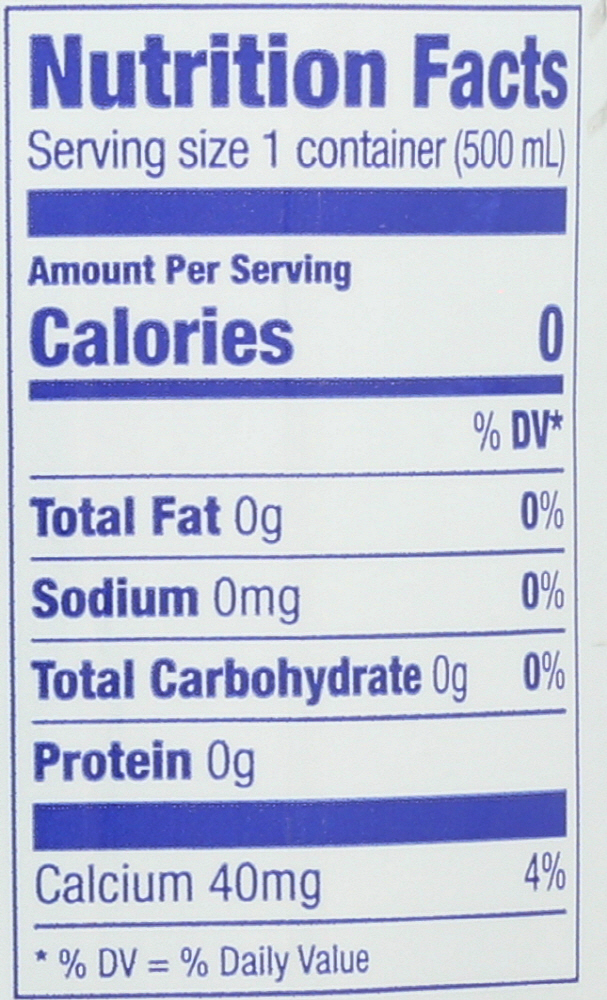 Nutrition Facts
Serving size 1 container (500 mL)
Amount Per Serving
Calories 0
% DV*
Total Fat 0g 0%
Sodium 0mg 0%
Total Carbohydrate 0g 0%
Protein 0g
Calcium 40mg 4%
* % DV = % Daily Value